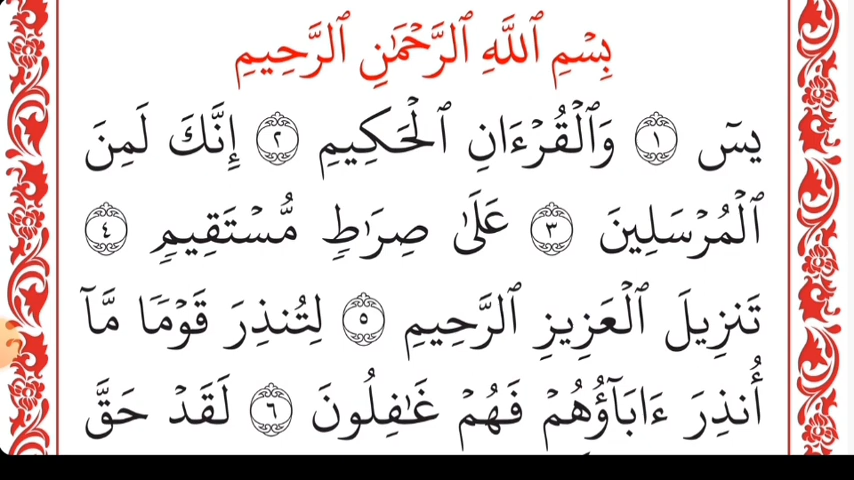 بِسْمِ ٱللَّهِ ٱلرَّحْمَٰنِ ٱلرَّحِيمِ
يسٓ ١ وَٱلْقُرْءَانِ ٱلْحَكِيمِ ٢ إِنَّكَ لَمِنَ
ٱلْمُرْسَلِينَ ٣ عَلَىٰ صِرَٰطٍ مُّسْتَقِيمٍ ٤
تَنزِيلَ ٱلْعَزِيزِ ٱلرَّحِيمِ ٥ لِتُنذِرَ قَوْمًا مَّآ
أُنذِرَ ءَابَآؤُهُمْ فَهُمْ غَٰفِلُونَ ٦ لَقَدْ حَقَّ